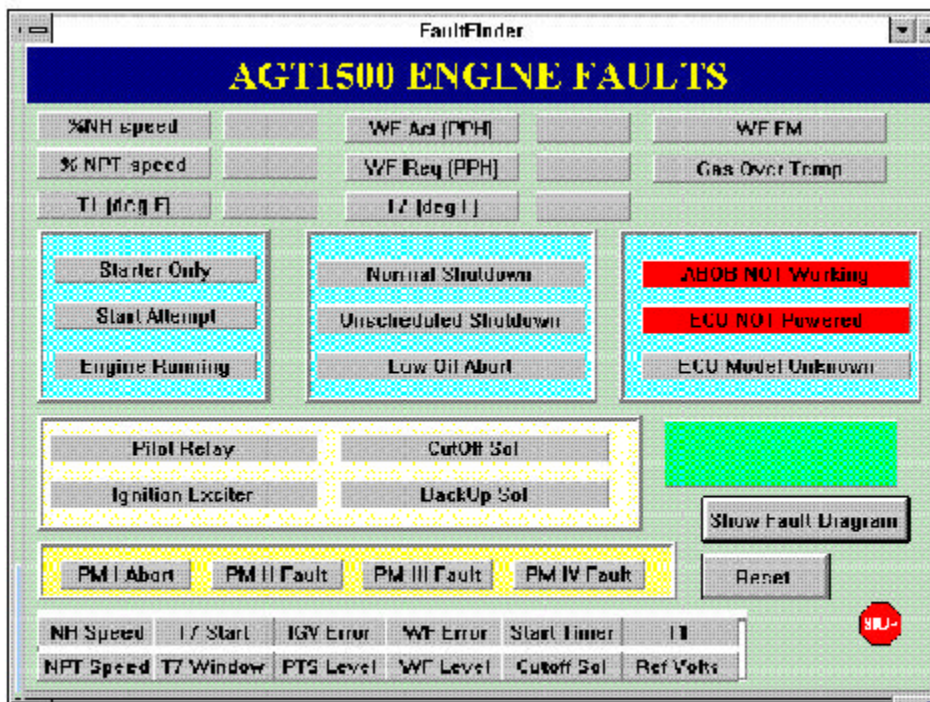 FaultFinder
AGT1500 ENGINE FAULTS
%NH speed WF Act (PPH) WF FM
% NPT speed WF Req (PPH) Gas Over Temp
T1 (deg F) T7 (deg F)
Starter Only Normal Shutdown ABOB NOT Working
Start Attempt Unscheduled Shutdown ECU NOT Powered
Engine Running Low Oil Abort ECU Model Unknown
Pilot Relay CutOff Sol
Ignition Exciter BackUp Sol
Show Fault Diagram
PM I Abort PM II Fault PM III Fault PM IV Fault
Reset
NH Speed T7 Start IGV Error WF Error Start Timer T1
NPT Speed T7 Window PTS Level WF Level Cutoff Sol Ref Volts